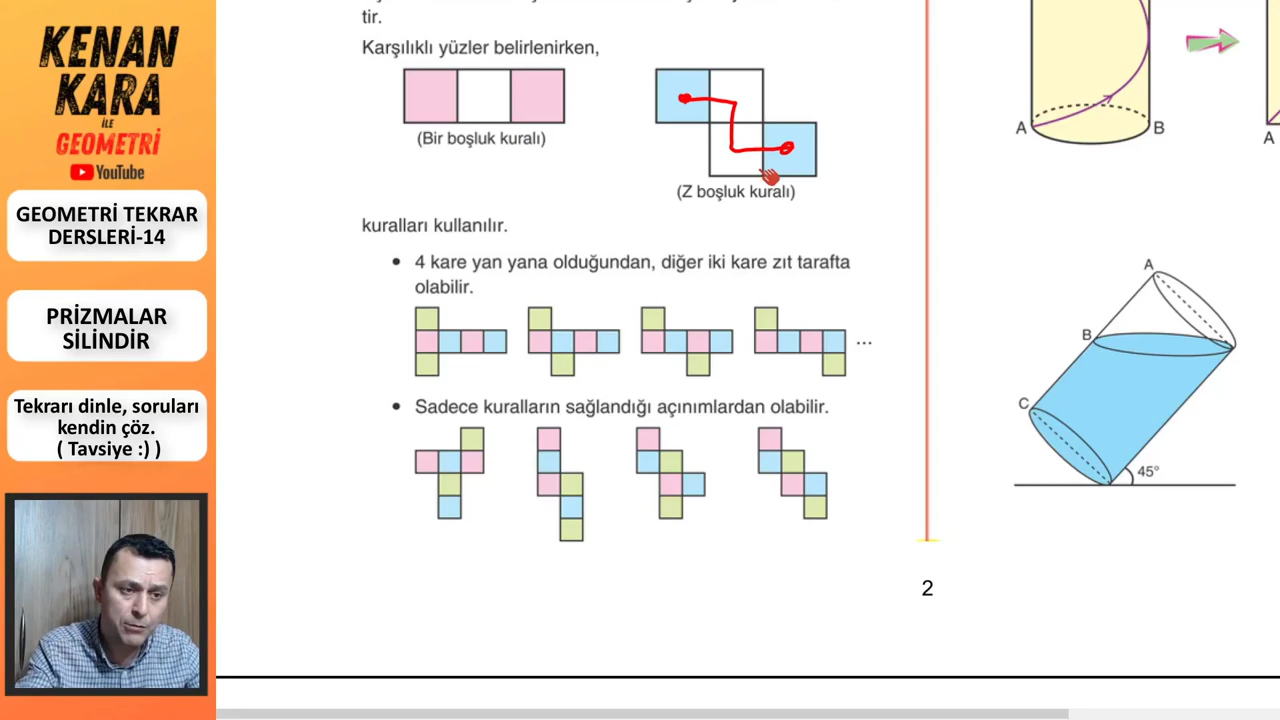 KENAN
KARA
İLE
GEOMETRİ
YouTube
GEOMETRİ TEKRAR
DERSLERİ-14
PRİZMALAR
SİLİNDİR
Tekrarı dinle, soruları
kendin çöz.
( Tavsiye :) )
tir.
Karşılıklı yüzler belirlenirken,
(Bir boşluk kuralı)
(Z boşluk kuralı)
kuralları kullanılır.
• 4 kare yan yana olduğundan, diğer iki kare zıt tarafta
olabilir.
...
• Sadece kuralların sağlandığı açınımlardan olabilir.
2
A
B
A
A
B
C
45°